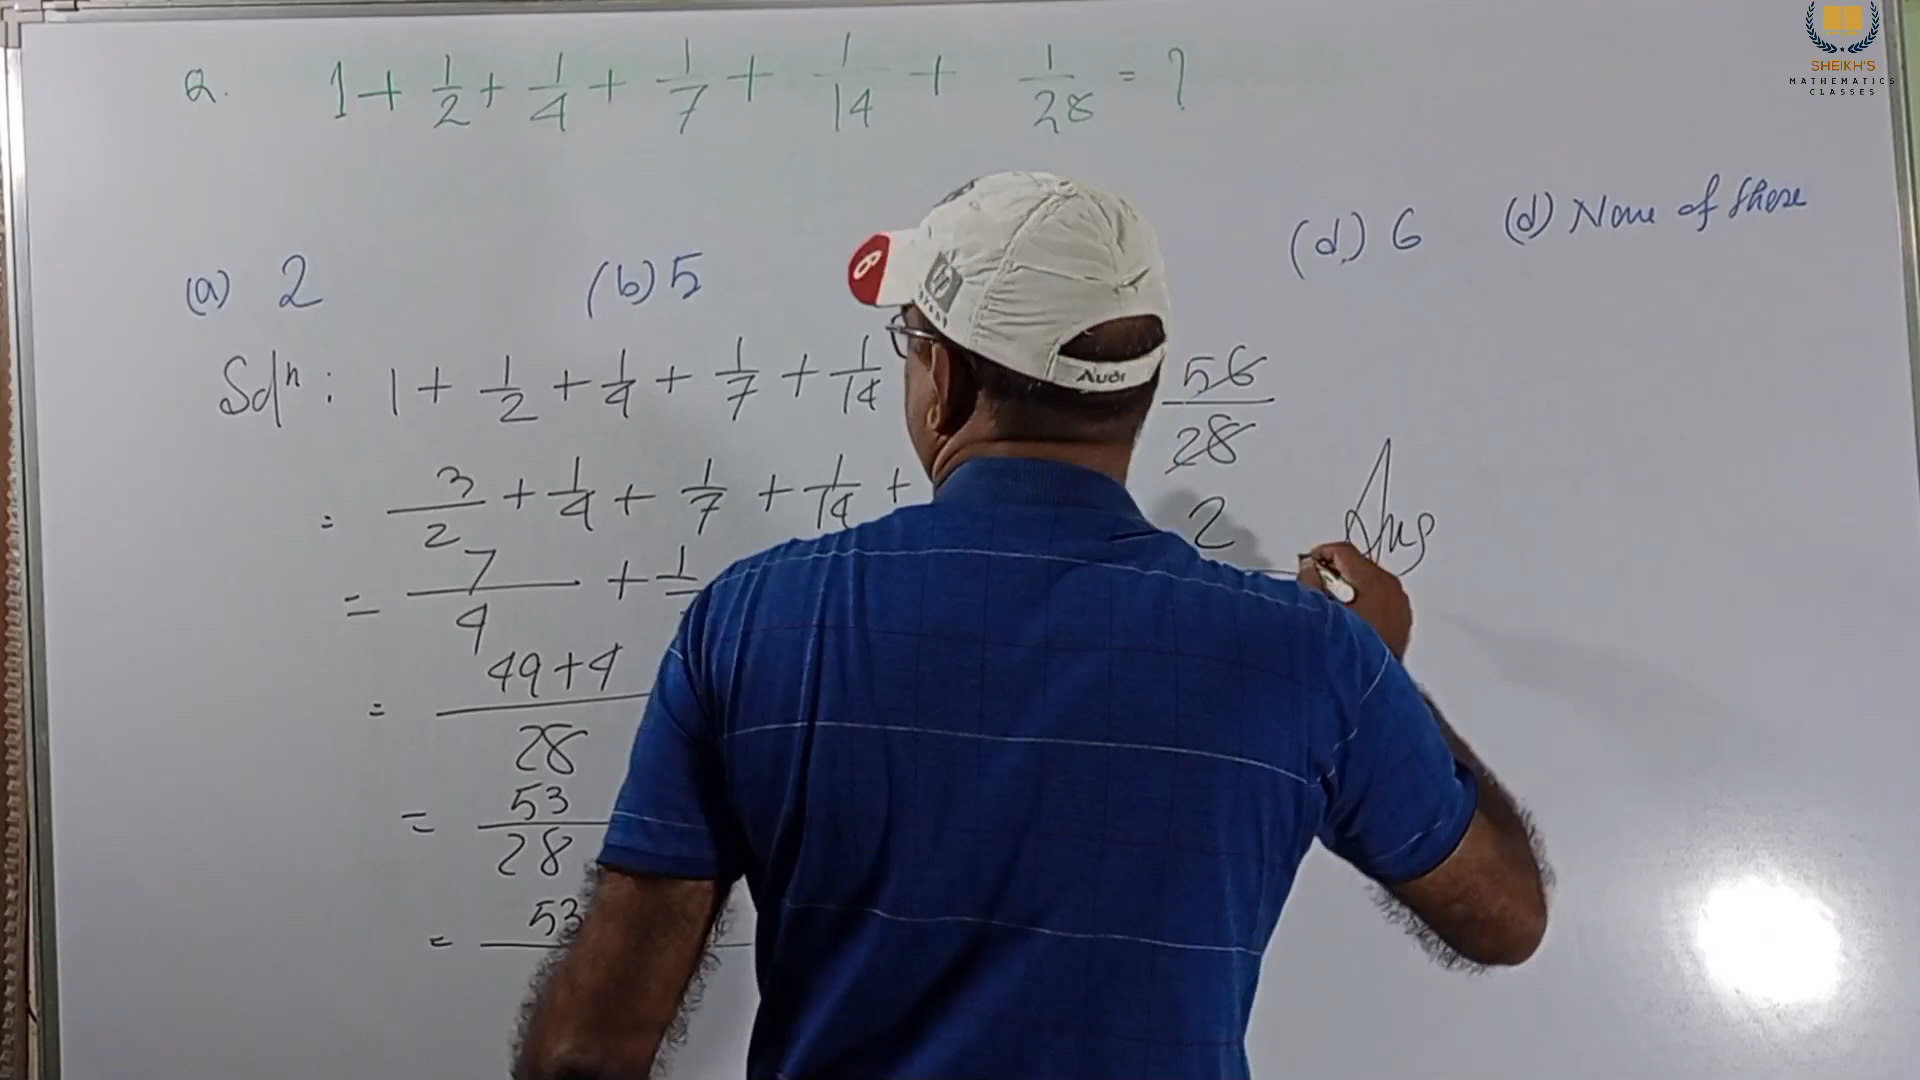 Q. 1 + 1/2 + 1/4 + 1/7 + 1/14 + 1/28 = ?
SHEIKH'S
MATHEMATICS
CLASSES
(a) 2 (b) 5 (d) 6 (d) None of these
Solⁿ : 1 + 1/2 + 1/4 + 1/7 + 1/14
= 3/2 + 1/4 + 1/7 + 1/14 +
= 7/4 + 1
= 49+4
28
= 53
28
= 53
56
28
2 Ans
Audi